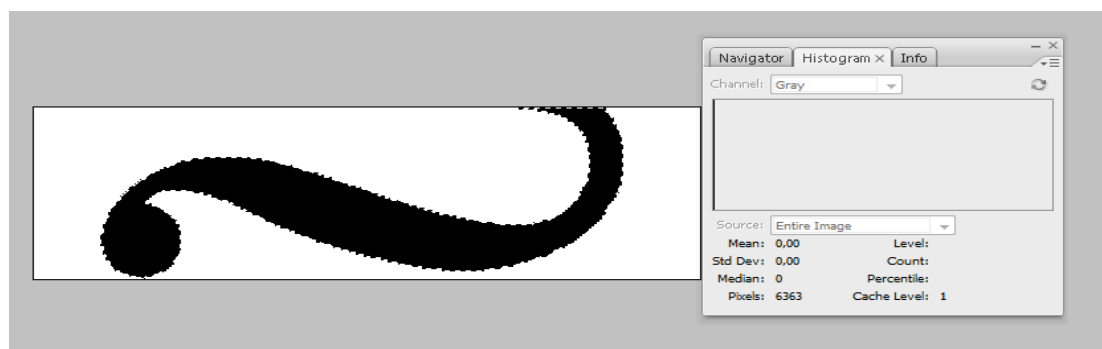 Navigator Histogram × Info
Channel: Gray
Source: Entire Image
Mean: 0,00 Level:
Std Dev: 0,00 Count:
Median: 0 Percentile:
Pixels: 6363 Cache Level: 1